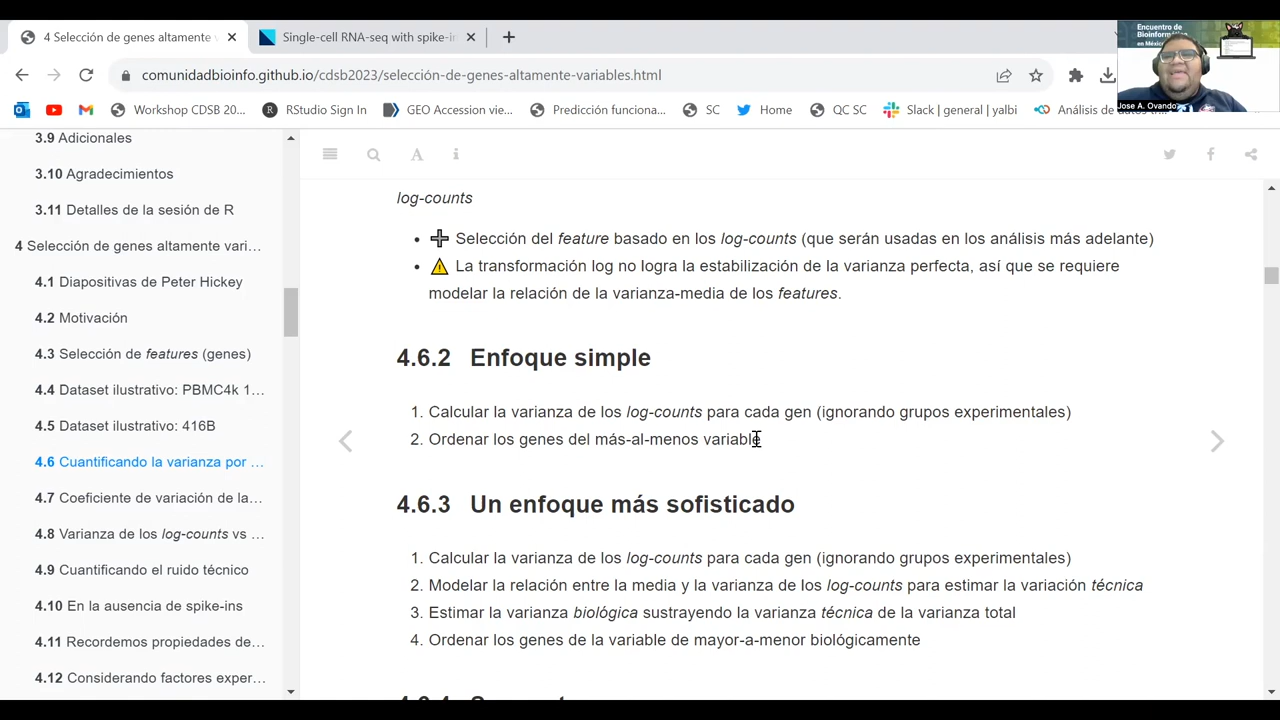 4 Selección de genes altamente
Single-cell RNA-seq with spike-in
Encuentro de
Bioinformática
en México
Jose A. Ovando
comunidadbioinfo.github.io/cdsb2023/selección-de-genes-altamente-variables.html
Workshop CDSB 20...
RStudio Sign In
GEO Accession vie...
Predicción funciona...
SC
Home
QC SC
Slack | general | yalbi
Análisis de
3.9 Adicionales
3.10 Agradecimientos
3.11 Detalles de la sesión de R
4 Selección de genes altamente vari...
4.1 Diapositivas de Peter Hickey
4.2 Motivación
4.3 Selección de features (genes)
4.4 Dataset ilustrativo: PBMC4k 1...
4.5 Dataset ilustrativo: 416B
4.6 Cuantificando la varianza por ...
4.7 Coeficiente de variación de la...
4.8 Varianza de los log-counts vs ...
4.9 Cuantificando el ruido técnico
4.10 En la ausencia de spike-ins
4.11 Recordemos propiedades de...
4.12 Considerando factores exper...
log-counts
• ➕ Selección del feature basado en los log-counts (que serán usadas en los análisis más adelante)
• ⚠ La transformación log no logra la estabilización de la varianza perfecta, así que se requiere
modelar la relación de la varianza-media de los features.
4.6.2 Enfoque simple
1. Calcular la varianza de los log-counts para cada gen (ignorando grupos experimentales)
2. Ordenar los genes del más-al-menos variable
4.6.3 Un enfoque más sofisticado
1. Calcular la varianza de los log-counts para cada gen (ignorando grupos experimentales)
2. Modelar la relación entre la media y la varianza de los log-counts para estimar la variación técnica
3. Estimar la varianza biológica sustrayendo la varianza técnica de la varianza total
4. Ordenar los genes de la variable de mayor-a-menor biológicamente